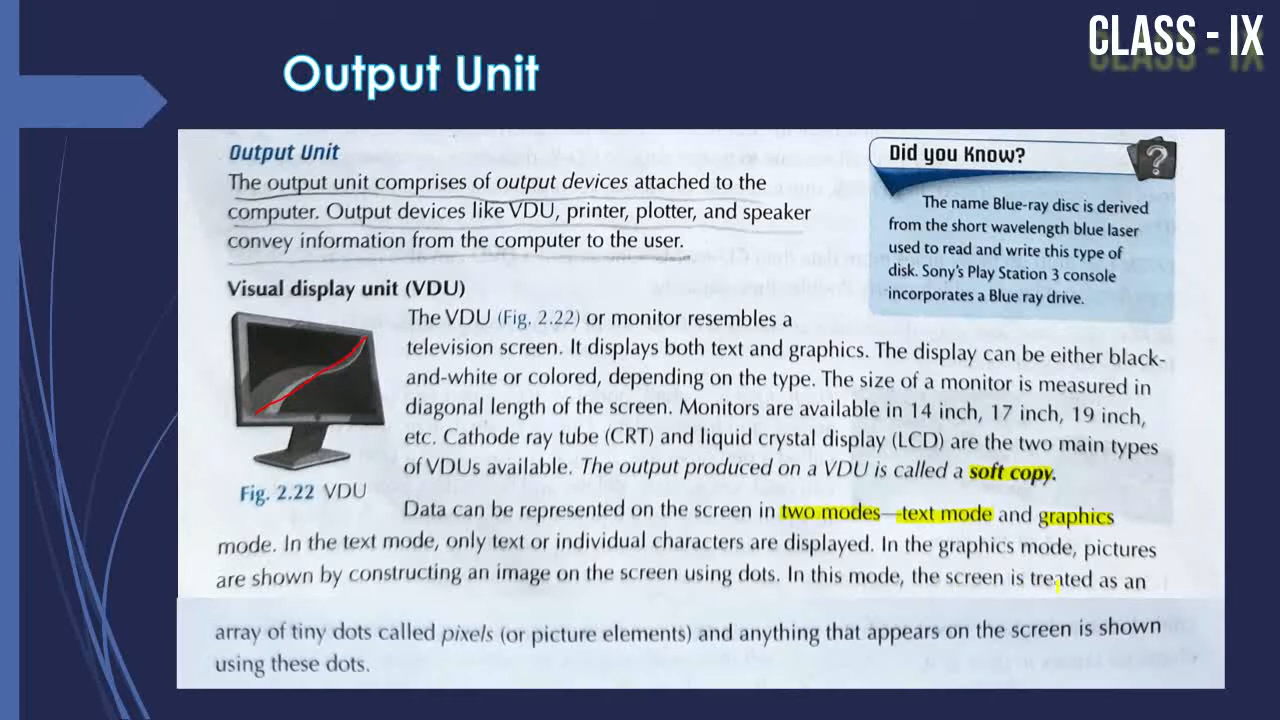 CLASS - IX
Output Unit
Output Unit
The output unit comprises of output devices attached to the
computer. Output devices like VDU, printer, plotter, and speaker
convey information from the computer to the user.
Did you Know?
?
The name Blue-ray disc is derived
from the short wavelength blue laser
used to read and write this type of
disk. Sony's Play Station 3 console
incorporates a Blue ray drive.
Visual display unit (VDU)
The VDU (Fig. 2.22) or monitor resembles a
television screen. It displays both text and graphics. The display can be either black-
and-white or colored, depending on the type. The size of a monitor is measured in
diagonal length of the screen. Monitors are available in 14 inch, 17 inch, 19 inch,
etc. Cathode ray tube (CRT) and liquid crystal display (LCD) are the two main types
of VDUs available. The output produced on a VDU is called a soft copy.
Fig. 2.22 VDU
Data can be represented on the screen in two modes—text mode and graphics
mode. In the text mode, only text or individual characters are displayed. In the graphics mode, pictures
are shown by constructing an image on the screen using dots. In this mode, the screen is treated as an
array of tiny dots called pixels (or picture elements) and anything that appears on the screen is shown
using these dots.